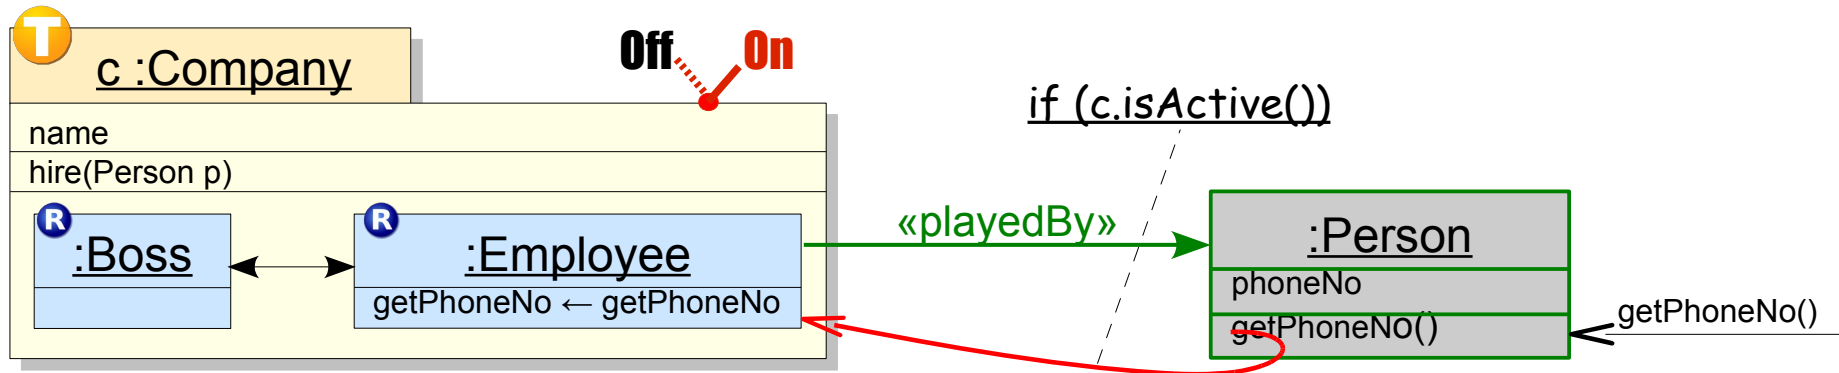 T
c :Company
Off On
if (c.isActive())
name
hire(Person p)
R
:Boss
R
:Employee
getPhoneNo ← getPhoneNo
«playedBy»
:Person
phoneNo
getPhoneNo()
getPhoneNo()